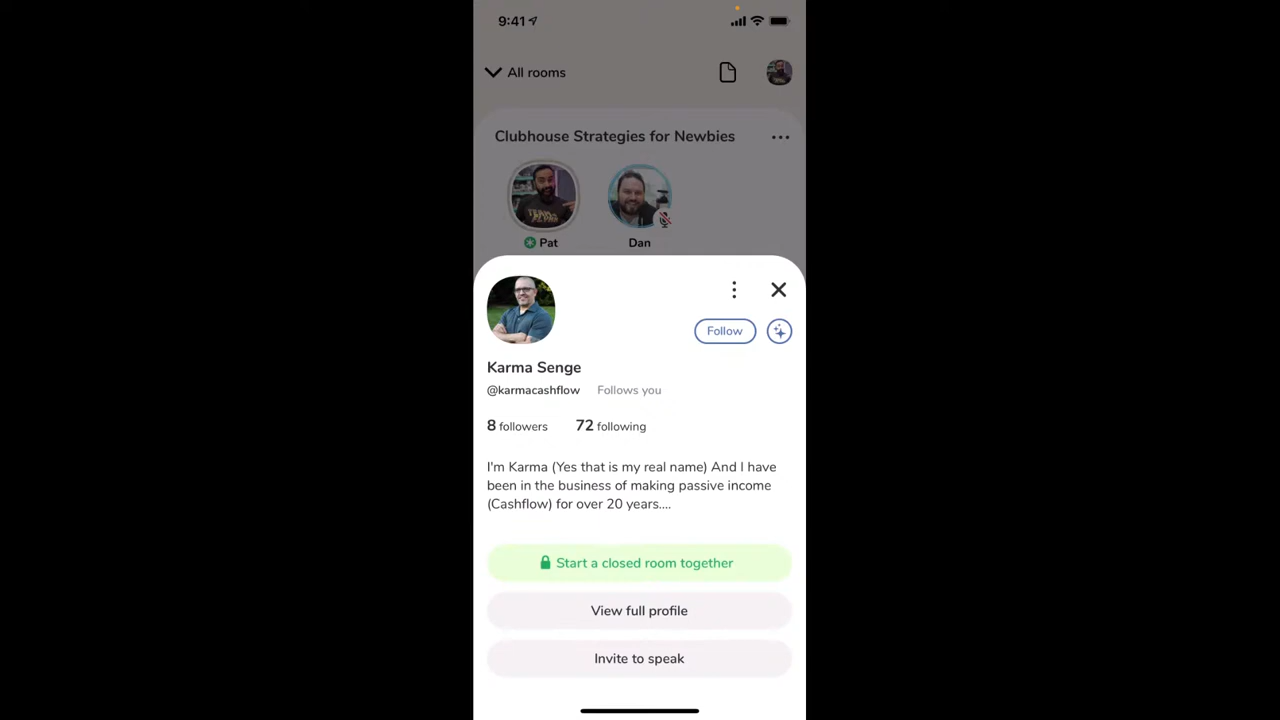 9:41
All rooms
Clubhouse Strategies for Newbies
Pat
Dan
Follow
Karma Senge
@karmacashflow Follows you
8 followers 72 following
I'm Karma (Yes that is my real name) And I have
been in the business of making passive income
(Cashflow) for over 20 years....
Start a closed room together
View full profile
Invite to speak